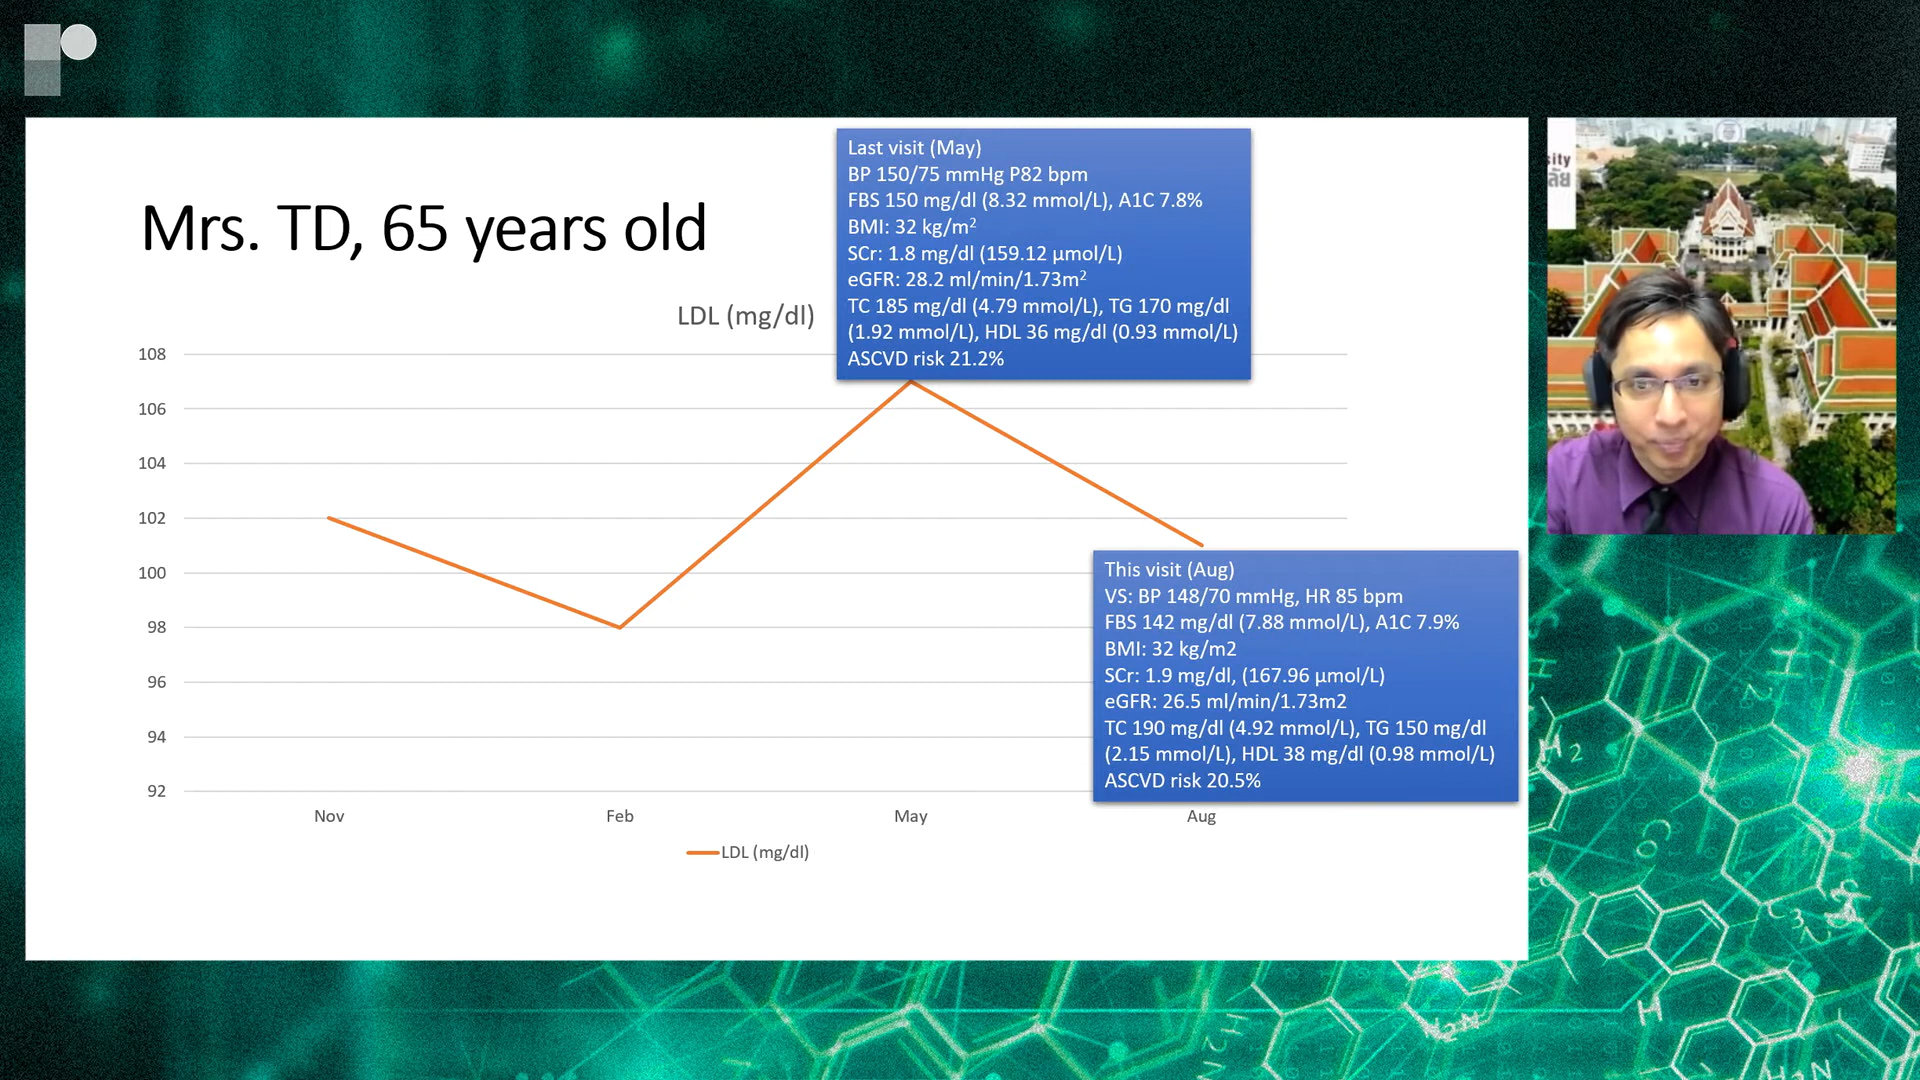 Mrs. TD, 65 years old
Last visit (May)
BP 150/75 mmHg P82 bpm
FBS 150 mg/dl (8.32 mmol/L), A1C 7.8%
BMI: 32 kg/m²
SCr: 1.8 mg/dl (159.12 µmol/L)
eGFR: 28.2 ml/min/1.73m²
TC 185 mg/dl (4.79 mmol/L), TG 170 mg/dl
(1.92 mmol/L), HDL 36 mg/dl (0.93 mmol/L)
ASCVD risk 21.2%
LDL (mg/dl)
108
106
104
102
100
98
96
94
92
Nov Feb May Aug
LDL (mg/dl)
This visit (Aug)
VS: BP 148/70 mmHg, HR 85 bpm
FBS 142 mg/dl (7.88 mmol/L), A1C 7.9%
BMI: 32 kg/m2
SCr: 1.9 mg/dl, (167.96 µmol/L)
eGFR: 26.5 ml/min/1.73m2
TC 190 mg/dl (4.92 mmol/L), TG 150 mg/dl
(2.15 mmol/L), HDL 38 mg/dl (0.98 mmol/L)
ASCVD risk 20.5%
sity
ลัย
H₂
H
CO
H₂N
H